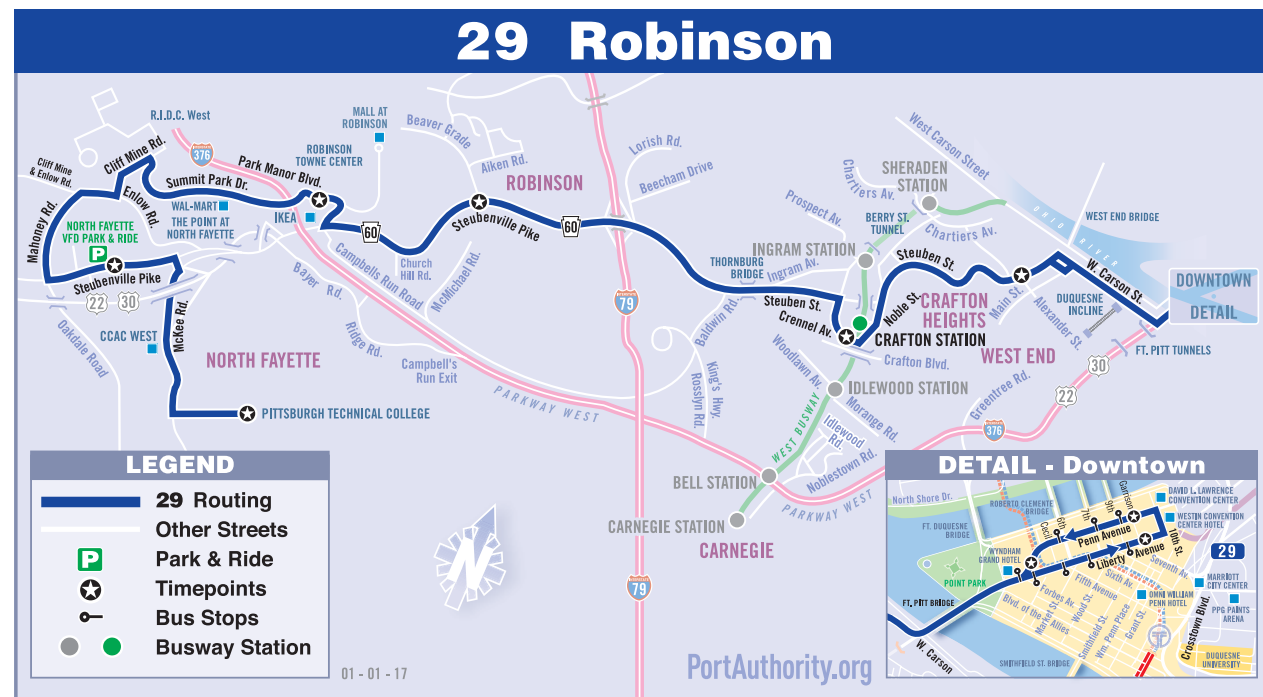 29 Robinson
R.I.D.C. West
MALL AT
ROBINSON
Beaver Grade
Lorish Rd.
West Carson Street
Cliff Mine Rd.
376
ROBINSON
TOWNE CENTER
Aiken Rd.
Beecham Drive
Chartiers Av.
SHERADEN
STATION
Cliff Mine
& Enlow Rd.
Park Manor Blvd.
Summit Park Dr.
ROBINSON
Prospect Av.
Enlow Rd.
WAL-MART
THE POINT AT
NORTH FAYETTE
IKEA
60
Steubenville Pike
60
BERRY ST.
TUNNEL
OHIO RIVER
WEST END BRIDGE
Mahoney Rd.
NORTH FAYETTE
VFD PARK & RIDE
P
Chartiers Av.
INGRAM STATION
Church
Hill Rd.
Campbells Run Road
McMichael Rd.
THORNBURG
BRIDGE
Ingram Av.
Steuben St.
W. Carson St.
DOWNTOWN
DETAIL
Steubenville Pike
22
30
Bayer Rd.
79
Steuben St.
Noble St.
CRAFTON
HEIGHTS
Main St.
DUQUESNE
INCLINE
Crennel Av.
Alexander St.
Oakdale Road
McKee Rd.
CCAC WEST
NORTH FAYETTE
Ridge Rd.
Campbell's
Run Exit
Baldwin Rd.
CRAFTON STATION
WEST END
FT. PITT TUNNELS
Crafton Blvd.
Woodlawn Av.
30
22
King's Hwy.
Rosslyn Rd.
IDLEWOOD STATION
Greentree Rd.
PARKWAY WEST
PITTSBURGH TECHNICAL COLLEGE
Morange Rd.
Idlewood
Rd.
376
WEST BUSWAY
Noblestown Rd.
BELL STATION
PARKWAY WEST
CARNEGIE STATION
CARNEGIE
79
LEGEND
29 Routing
Other Streets
P
Park & Ride
Timepoints
Bus Stops
Busway Station
N
01 - 01 - 17
PortAuthority.org
DETAIL - Downtown
North Shore Dr.
ROBERTO CLEMENTE
BRIDGE
Garrison
DAVID L. LAWRENCE
CONVENTION CENTER
9th
7th
6th
Cecil
FT. DUQUESNE
BRIDGE
WESTIN CONVENTION
CENTER HOTEL
Penn Avenue
10th St.
29
WYNDHAM
GRAND HOTEL
Liberty Avenue
Seventh Av.
POINT PARK
Sixth Av.
Fifth Avenue
MARRIOTT
CITY CENTER
Forbes Av.
OMNI WILLIAM
PENN HOTEL
FT. PITT BRIDGE
Blvd. of the
Allies
Market St.
Wood St.
Smithfield St.
Wm. Penn Place
Grant St.
PPG PAINTS
ARENA
Crosstown Blvd.
T
W. Carson
SMITHFIELD ST. BRIDGE
DUQUESNE
UNIVERSITY